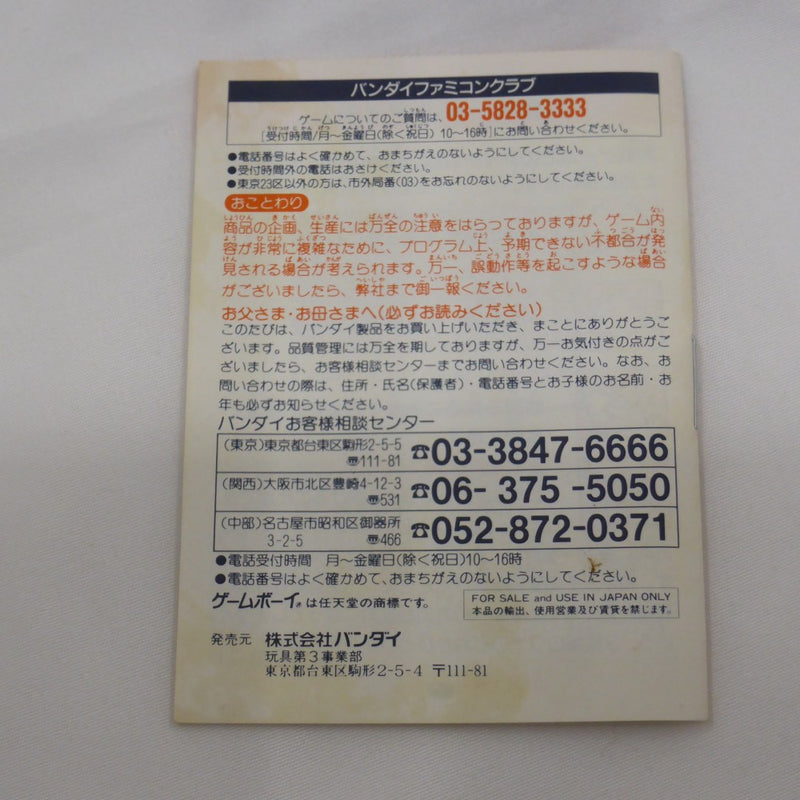 バンダイファミコンクラブ
ゲームについてのご質問は、03-5828-3333
[受付時間/月～金曜日(除く祝日) 10～16時]にお問い合わせください。
●電話番号はよく確かめて、おまちがえのないようにしてください。
●受付時間外の電話はおさけください。
●東京23区以外の方は、市外局番(03)をお忘れのないようにしてください。
おことわり
商品の企画、生産には万全の注意をはらっておりますが、ゲーム内
容が非常に複雑なために、プログラム上、予期できない不都合が発
見される場合が考えられます。万一、誤動作等を起こすような場合
がございましたら、弊社まで御一報ください。
お父さま・お母さまへ(必ずお読みください)
このたびは、バンダイ製品をお買い上げいただき、まことにありがとうご
ざいます。品質管理には万全を期しておりますが、万一お気付きの点がご
ざいましたら、お客様相談センターまでお問い合わせください。なお、お
問い合わせの際は、住所・氏名(保護者)・電話番号とお子様のお名前・お
年も必ずお知らせください。
バンダイお客様相談センター
(東京)東京都台東区駒形2-5-5 ☎03-3847-6666
〠111-81
(関西)大阪市北区豊崎4-12-3 ☎06- 375 -5050
〠531
(中部)名古屋市昭和区御器所 ☎052-872-0371
3-2-5 〠466
●電話受付時間 月～金曜日(除く祝日)10～16時
●電話番号はよく確かめて、おまちがえのないようにしてください。
ゲームボーイ®は任天堂の商標です。
FOR SALE and USE IN JAPAN ONLY
本品の輸出、使用営業及び賃貸を禁じます。
発売元 株式会社バンダイ
玩具第3事業部
東京都台東区駒形2-5-4 〒111-81